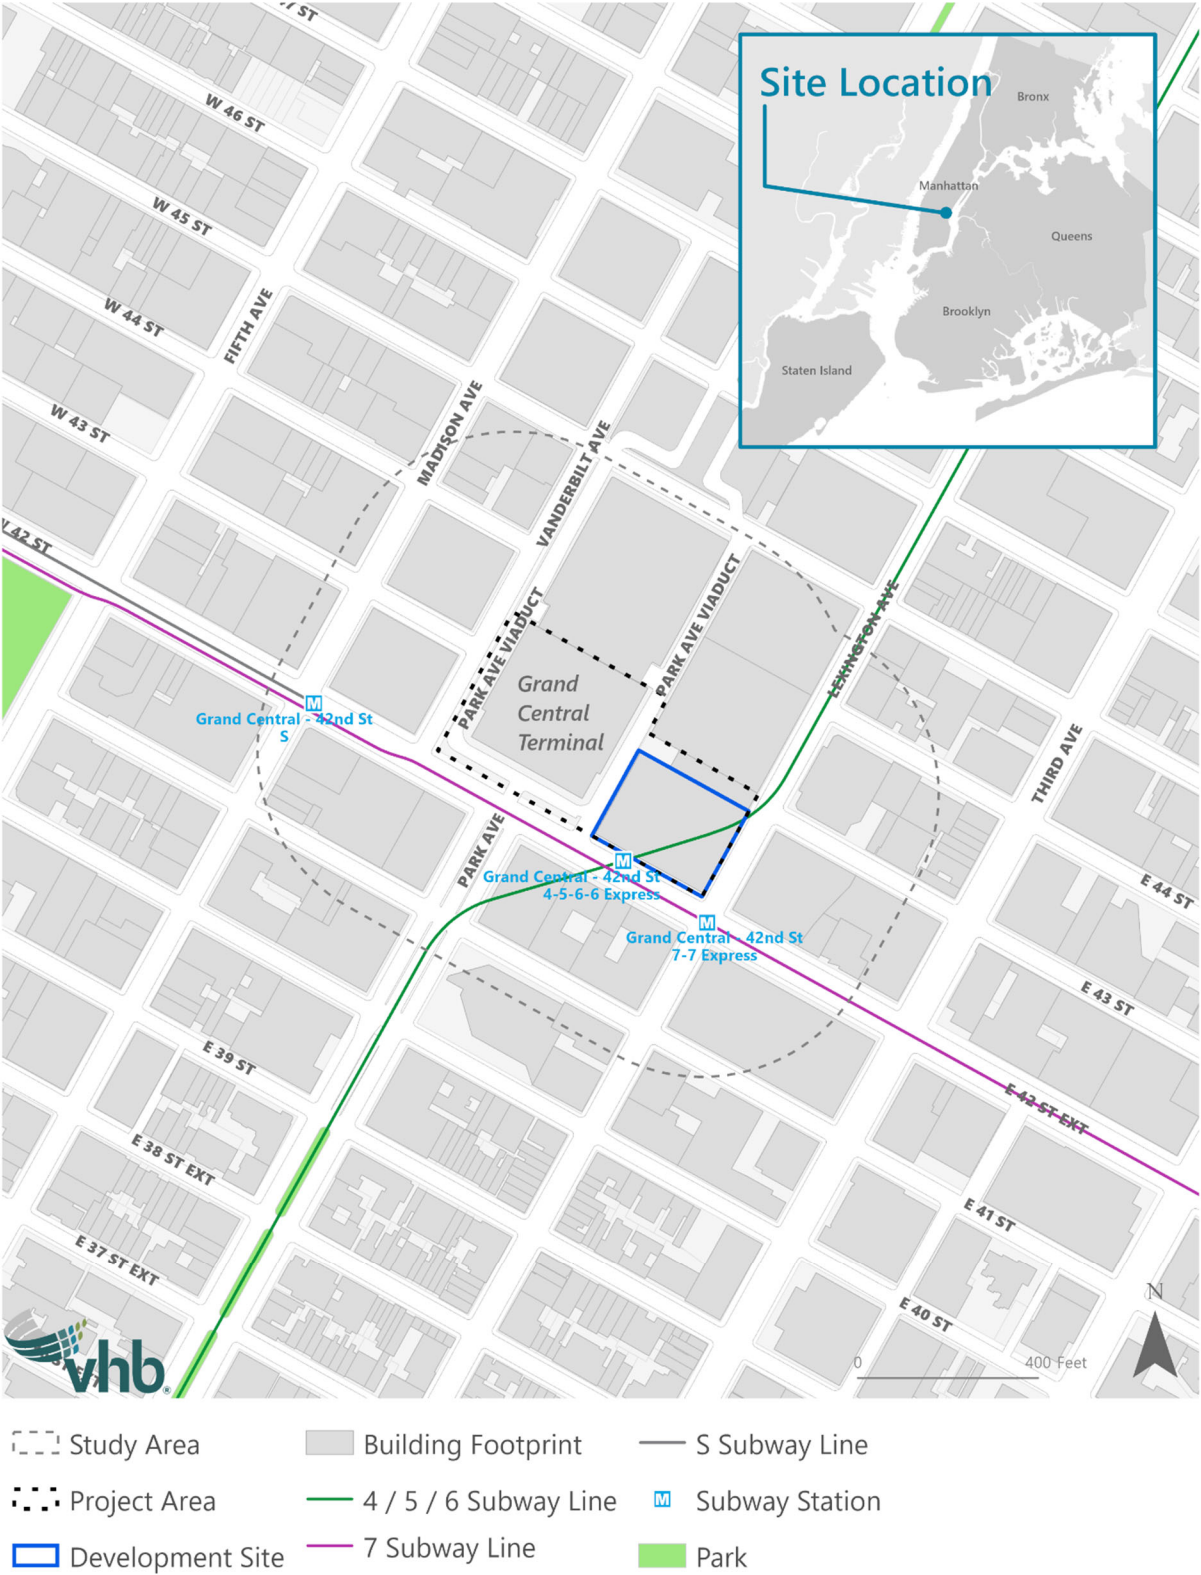 W 46 ST
W 45 ST
W 44 ST
W 43 ST
FIFTH AVE
MADISON AVE
VANDERBILT AVE
PARK AVE VIADUCT
PARK AVE VIADUCT
LEXINGTON AVE
THIRD AVE
PARK AVE
Site Location
Bronx
Manhattan
Queens
Brooklyn
Staten Island
Grand
Central
Terminal
Grand Central - 42nd St
S
Grand Central - 42nd St
4-5-6-6 Express
Grand Central - 42nd St
7-7 Express
M
M
M
E 44 ST
E 43 ST
E 42 ST EXT
E 41 ST
E 40 ST
E 39 ST
E 38 ST EXT
E 37 ST EXT
N
0 400 Feet
vhb®
Study Area
Building Footprint
S Subway Line
Project Area
4 / 5 / 6 Subway Line
M Subway Station
Development Site
7 Subway Line
Park